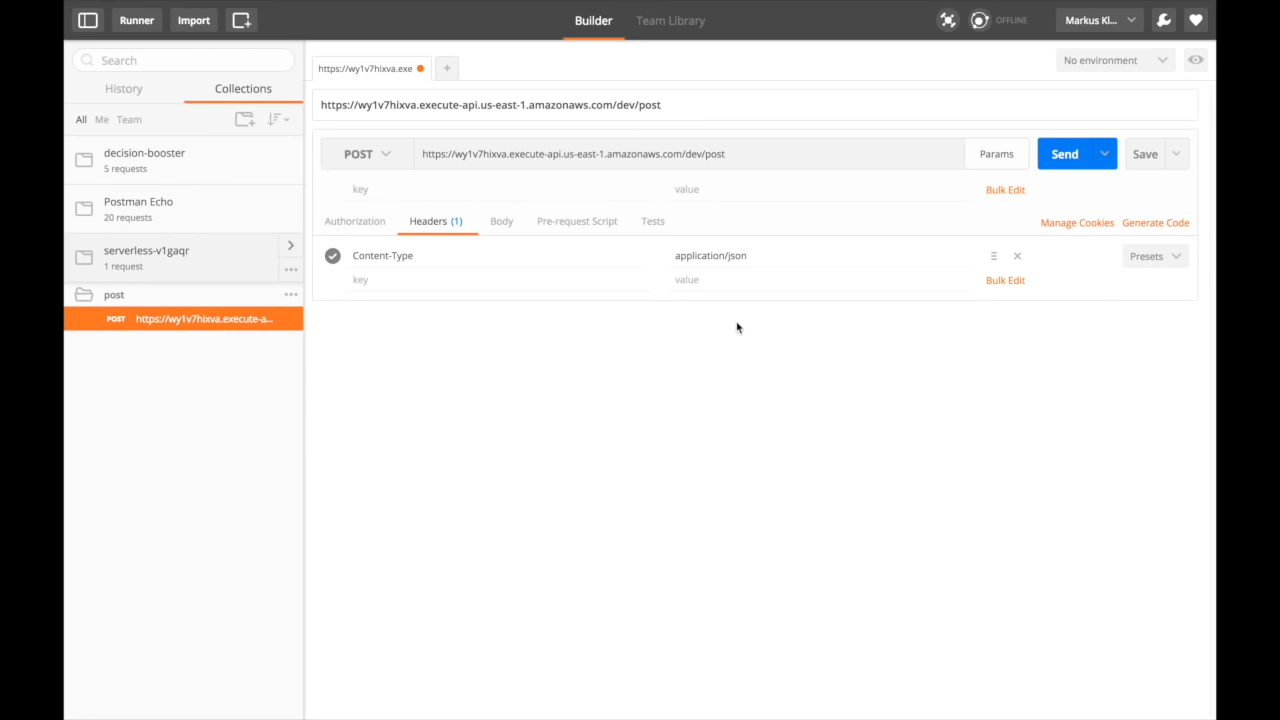 Runner Import Builder Team Library OFFLINE Markus Kl...
Search
History Collections
All Me Team
decision-booster
5 requests
Postman Echo
20 requests
serverless-v1gaqr
1 request
post
POST https://wy1v7hixva.execute-a...
https://wy1v7hixva.exe + No environment
https://wy1v7hixva.execute-api.us-east-1.amazonaws.com/dev/post
POST https://wy1v7hixva.execute-api.us-east-1.amazonaws.com/dev/post Params Send Save
key value Bulk Edit
Authorization Headers (1) Body Pre-request Script Tests Manage Cookies Generate Code
Content-Type application/json Presets
key value Bulk Edit